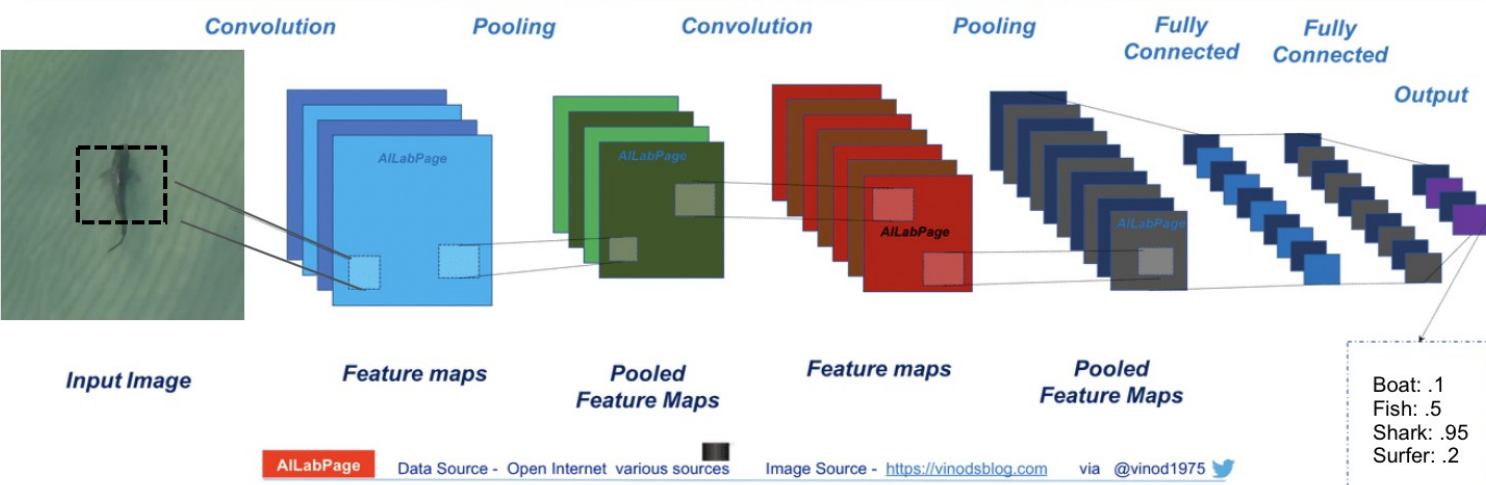 Convolution
Pooling
Convolution
Pooling
Fully
Connected
Fully
Connected
Output
AILabPage
AILabPage
AILabPage
AILabPage
Input Image
Feature maps
Pooled
Feature Maps
Feature maps
Pooled
Feature Maps
Boat: .1
Fish: .5
Shark: .95
Surfer: .2
AILabPage
Data Source - Open Internet various sources
Image Source - https://vinodsblog.com via @vinod1975